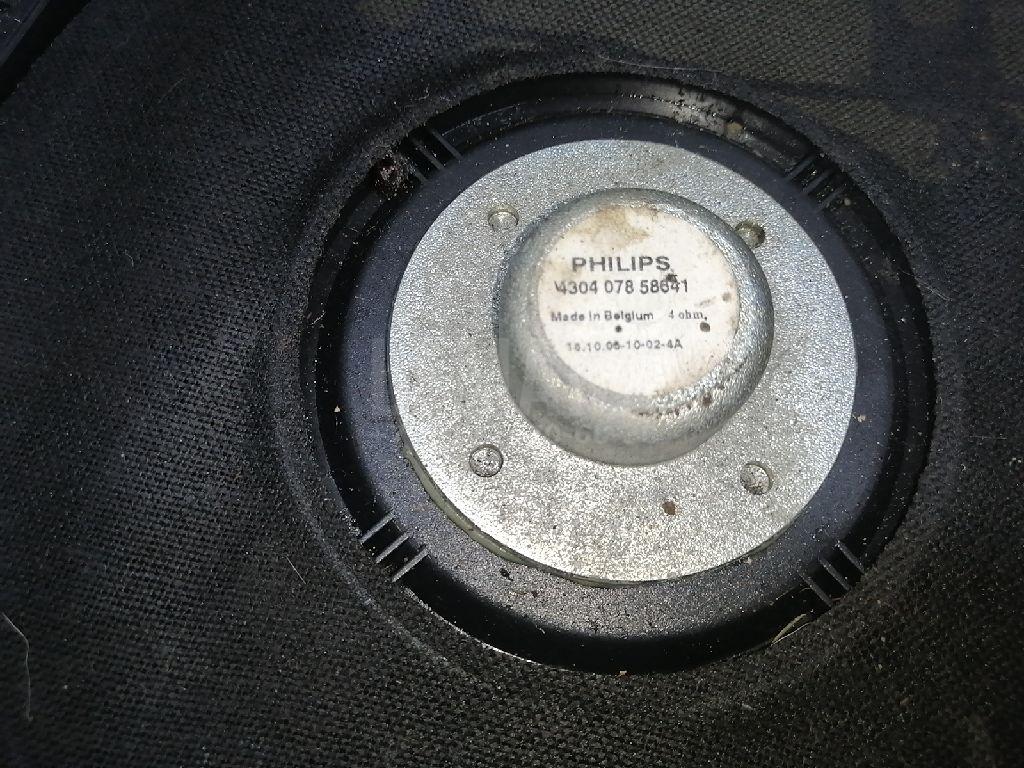 PHILIPS
4304 078 58641
Made in Belgium 4 ohm.
16.10.06-10-02-4A